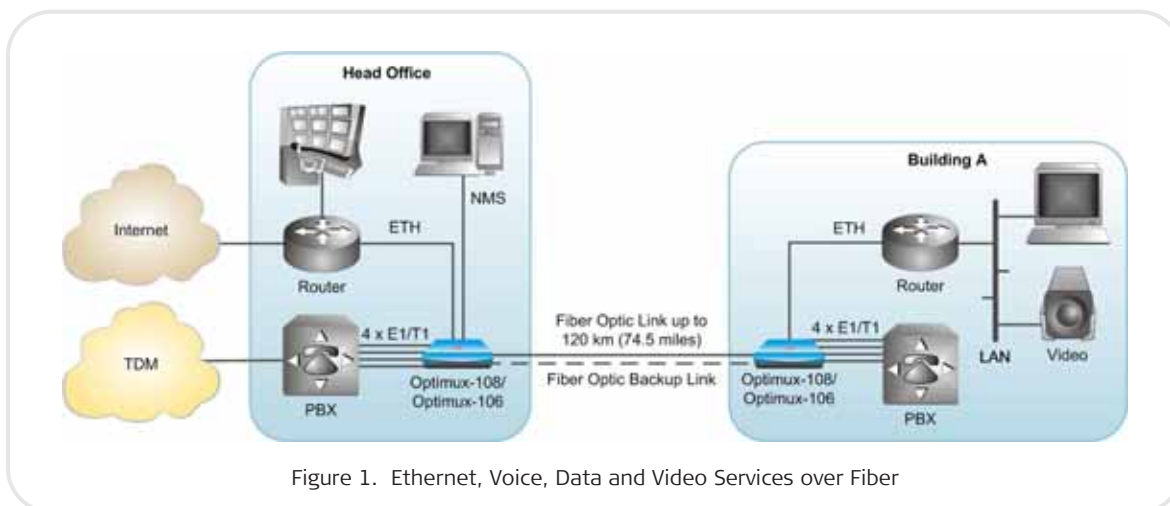 Head Office
NMS
Internet
ETH
Router
TDM
4 x E1/T1
PBX
Optimux-108/
Optimux-106
Fiber Optic Link up to
120 km (74.5 miles)
Fiber Optic Backup Link
Building A
ETH
Router
4 x E1/T1
LAN
Video
Optimux-108/
Optimux-106
PBX
Figure 1. Ethernet, Voice, Data and Video Services over Fiber